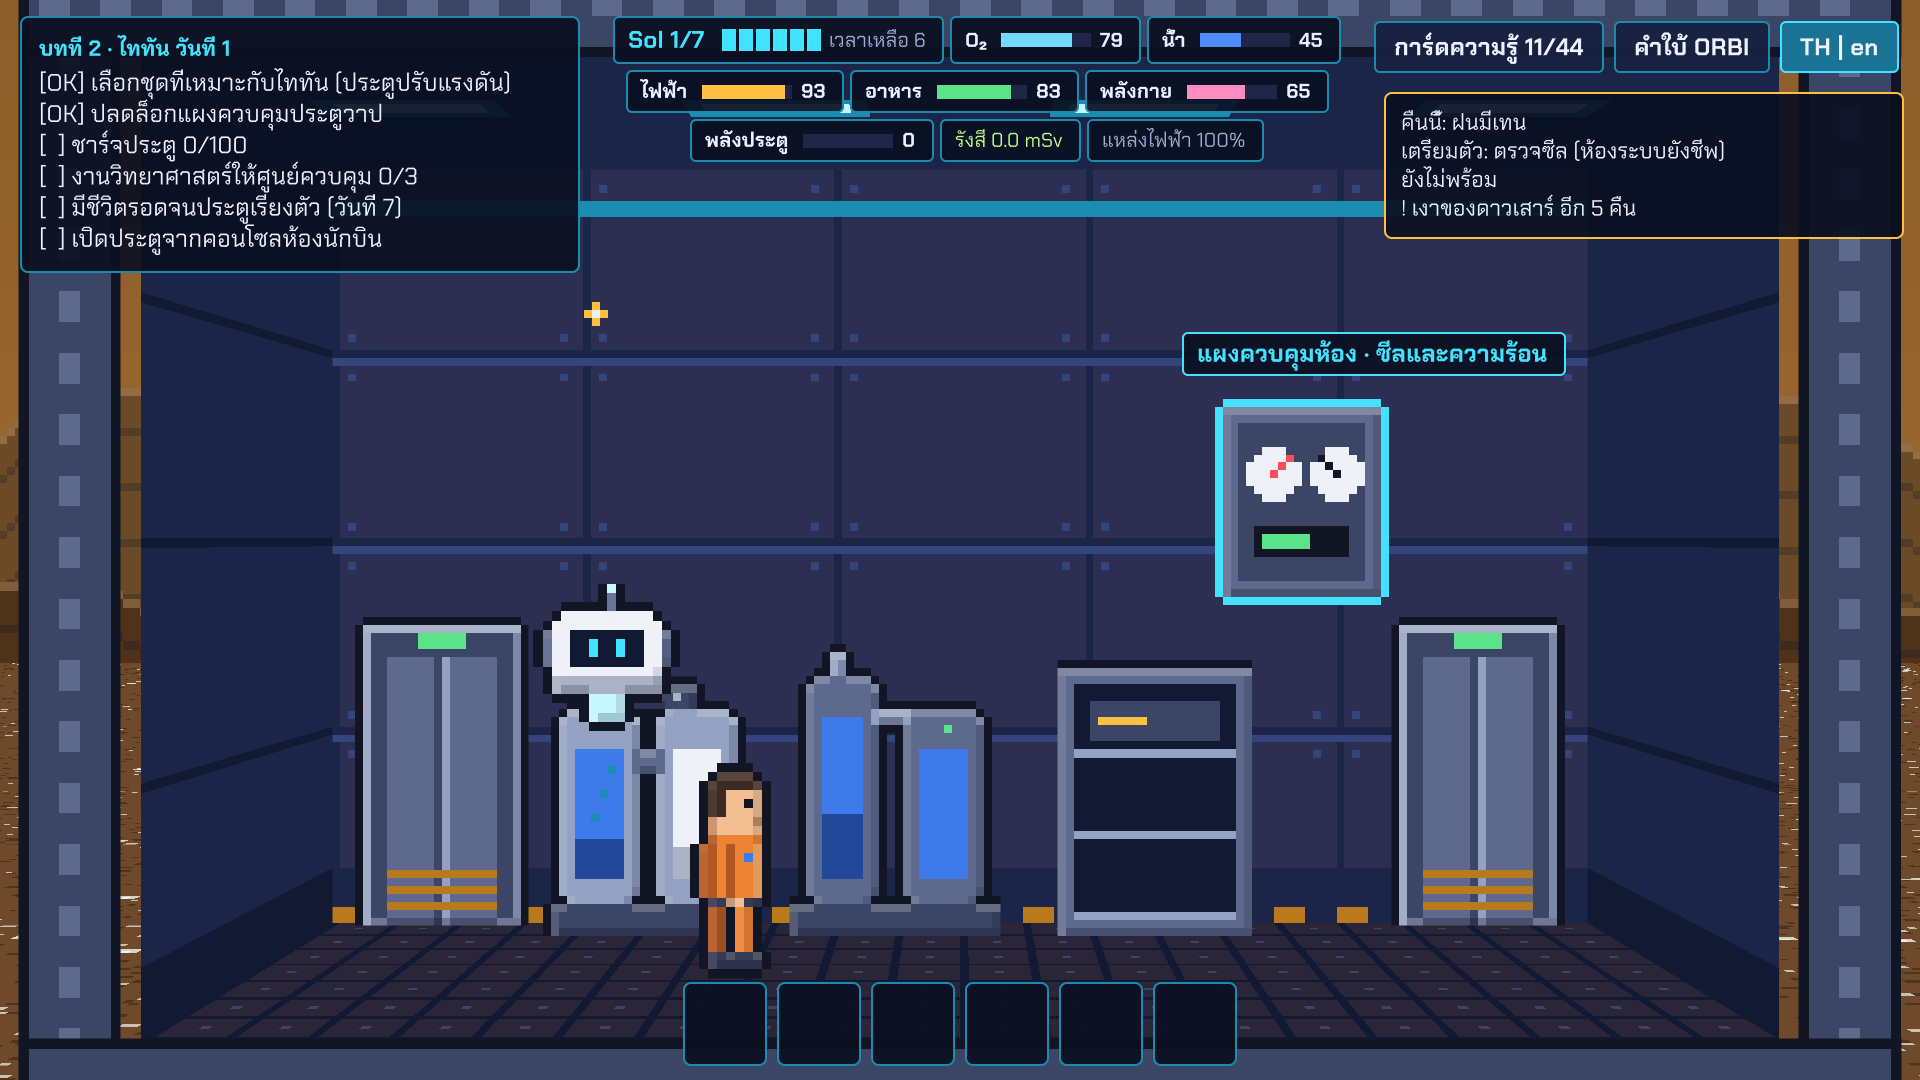 บทที่ 2 · ไททัน วันที่ 1
[OK] เลือกชุดที่เหมาะกับไททัน (ประตูปรับแรงดัน)
[OK] ปลดล็อกแผงควบคุมประตูวาป
[ ] ชาร์จประตู 0/100
[ ] งานวิทยาศาสตร์ให้ศูนย์ควบคุม 0/3
[ ] มีชีวิตรอดจนประตูเรียงตัว (วันที่ 7)
[ ] เปิดประตูจากคอนโซลห้องนักบิน
Sol 1/7 เวลาเหลือ 6
O₂ 79
น้ำ 45
ไฟฟ้า 93
อาหาร 83
พลังกาย 65
พลังประตู 0
รังสี 0.0 mSv
แหล่งไฟฟ้า 100%
การ์ดความรู้ 11/44
คำใบ้ ORBI
TH | en
คืนนี้: ฝนมีเทน
เตรียมตัว: ตรวจซีล (ห้องระบบยังชีพ)
ยังไม่พร้อม
! เงาของดาวเสาร์ อีก 5 คืน
แผงควบคุมห้อง · ซีลและความร้อน